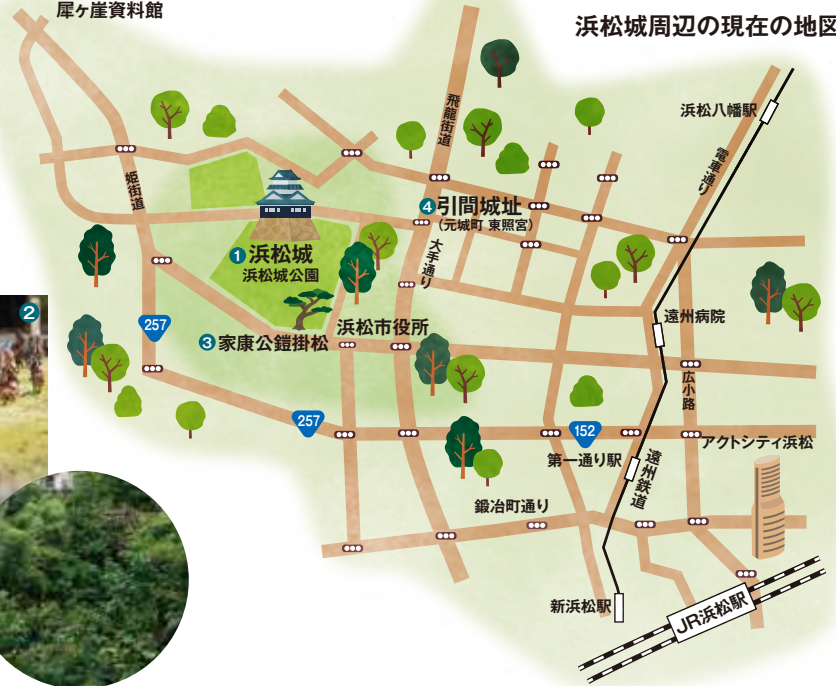 犀ヶ崖資料館
浜松城周辺の現在の地図
浜松八幡駅
飛龍街道
電車通り
姫街道
4 引間城址
(元城町 東照宮)
1 浜松城
浜松城公園
大手通り
2
257
3 家康公鎧掛松
浜松市役所
遠州病院
広小路
257
152
アクトシティ浜松
第一通り駅
遠州鉄道
鍛冶町通り
新浜松駅
JR浜松駅